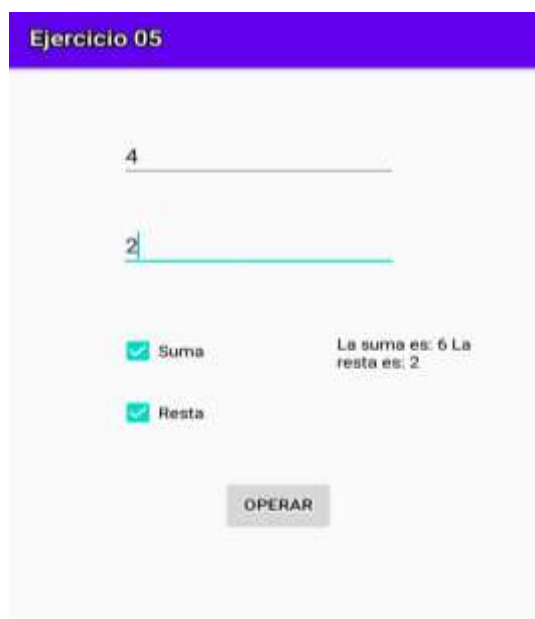 Ejercicio 05
4
2
Suma
La suma es: 6 La
resta es: 2
Resta
OPERAR